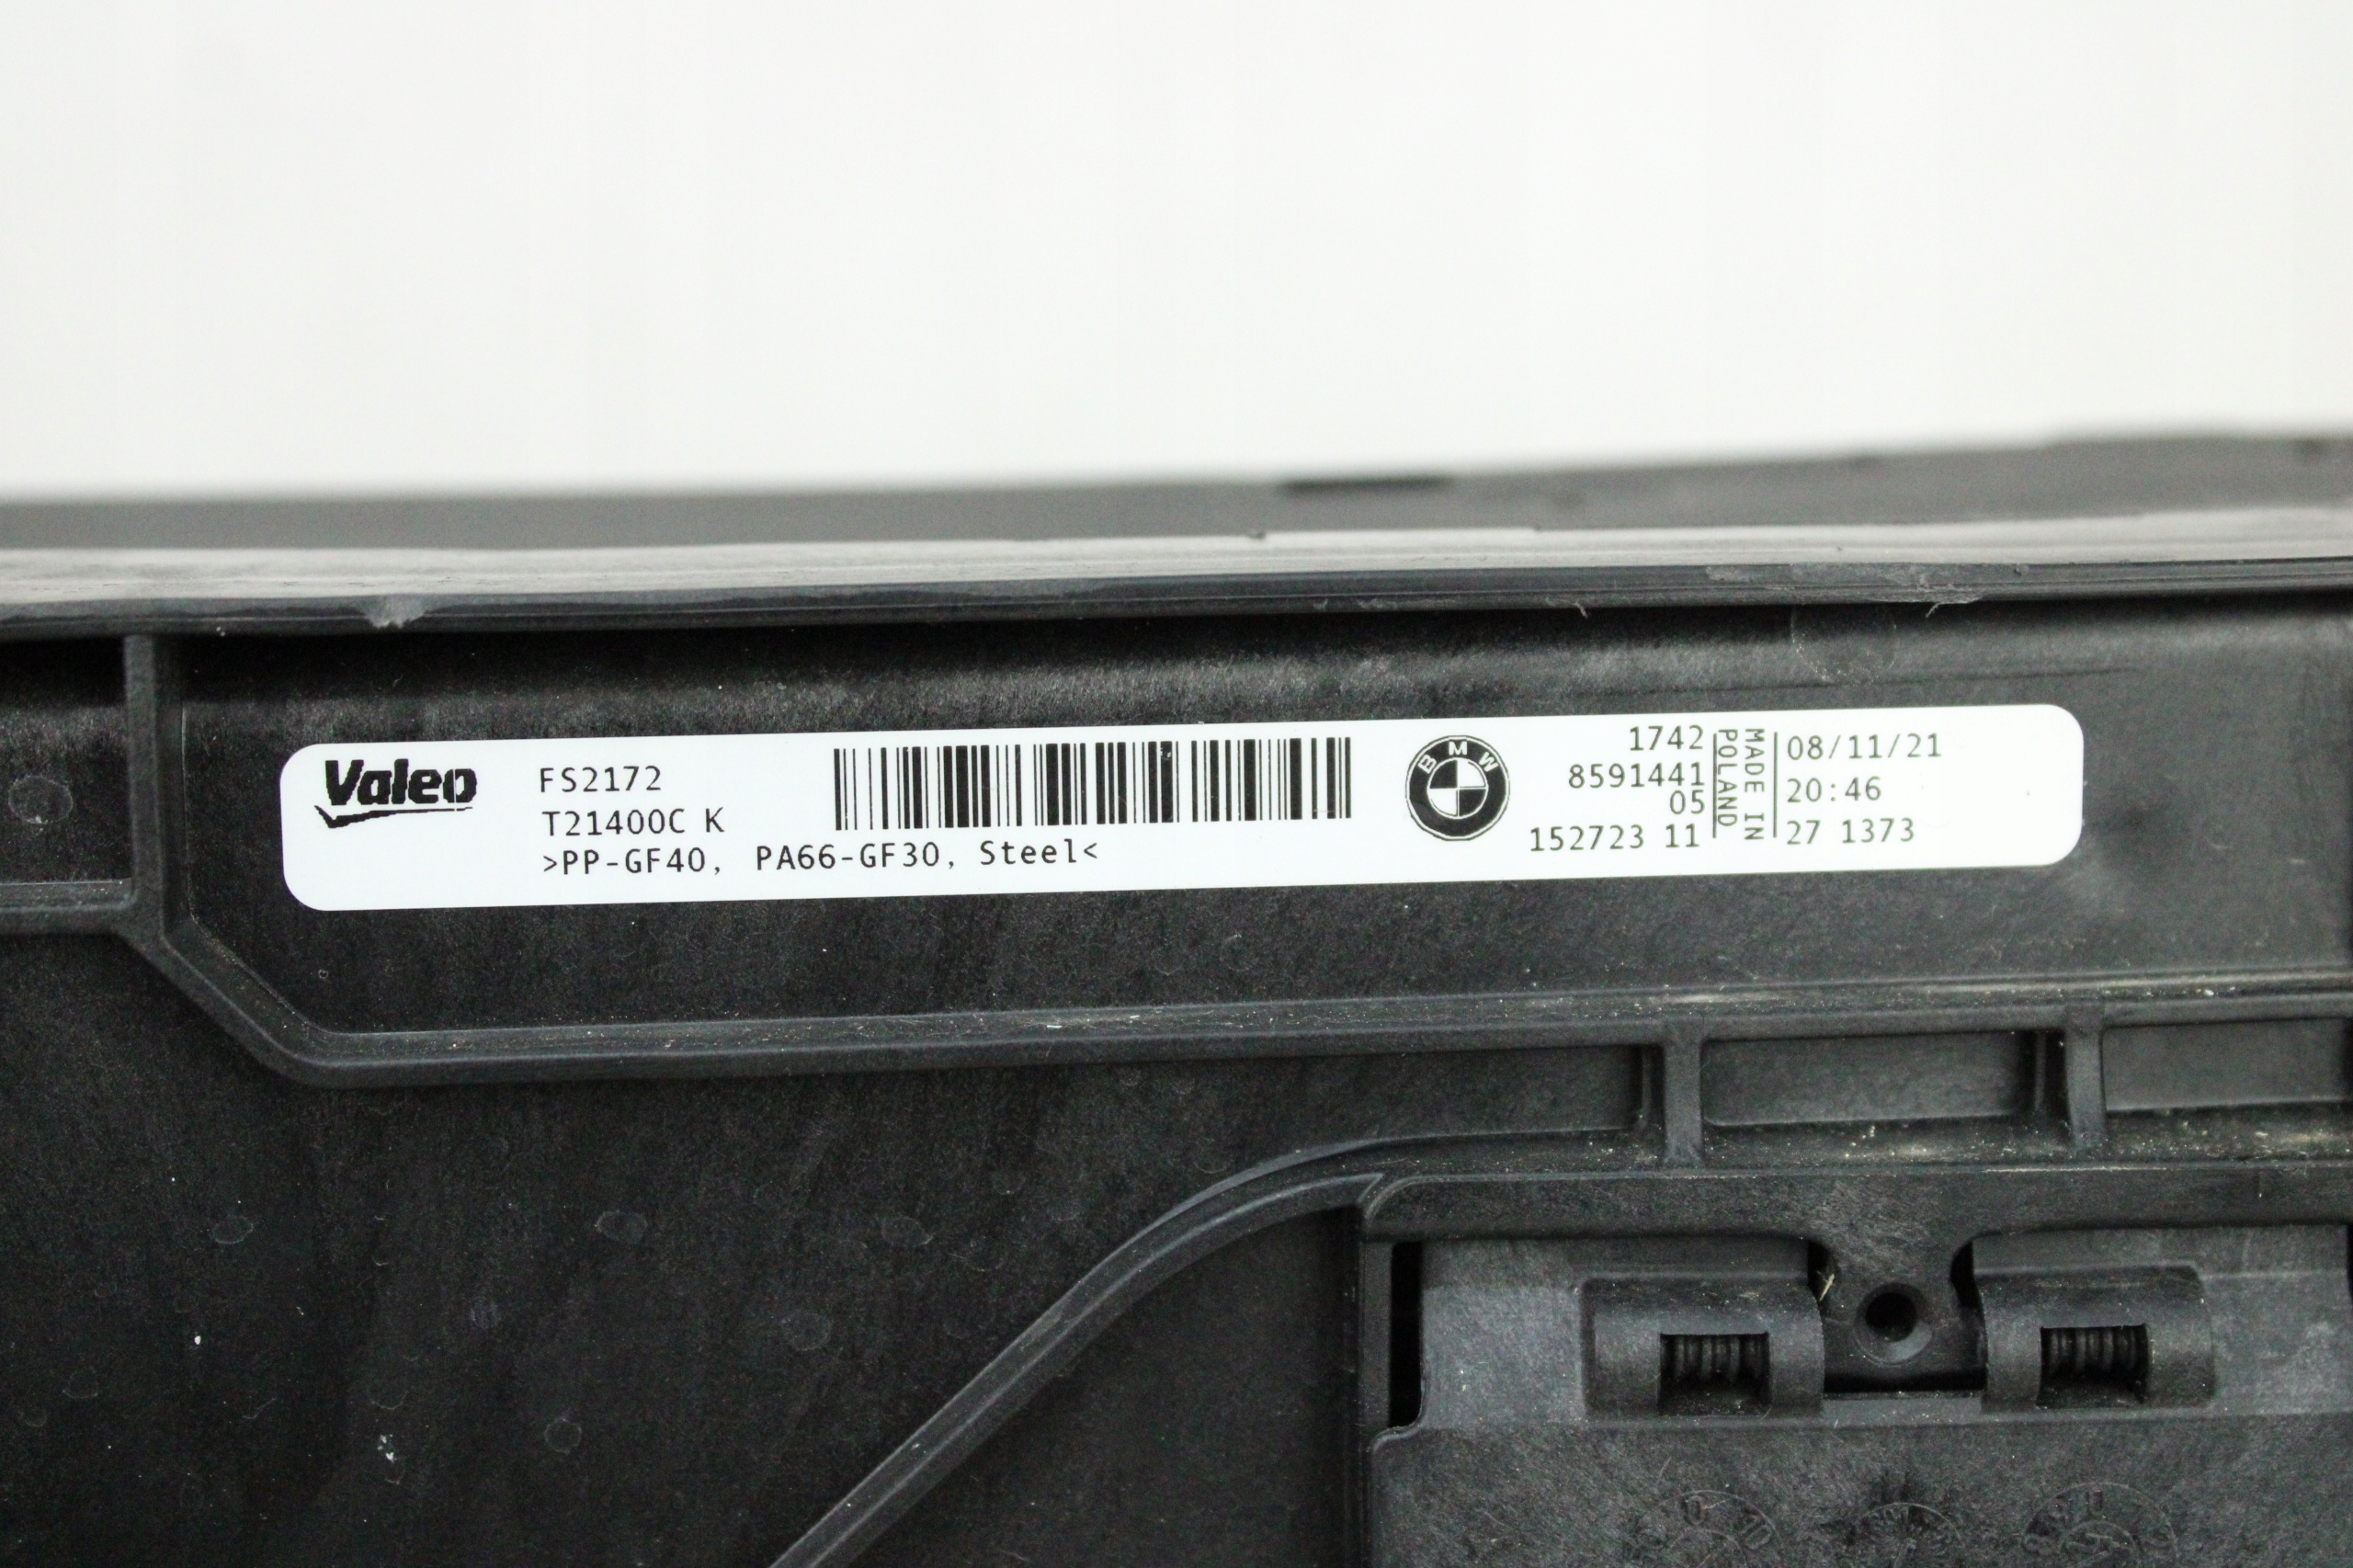 Valeo
FS2172
T21400C K
>PP-GF40, PA66-GF30, Steel<
BMW
1742
8591441
05
152723 11
MADE IN
POLAND
08/11/21
20:46
27 1373